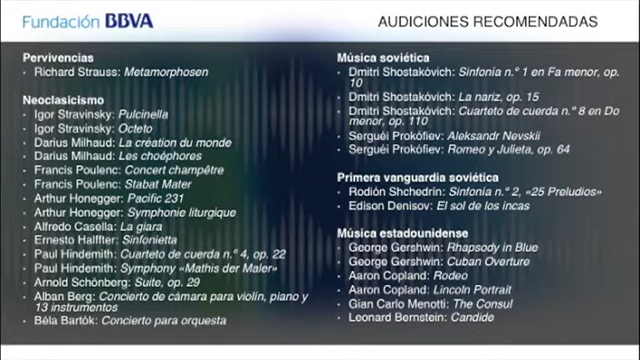 Fundación BBVA
AUDICIONES RECOMENDADAS
Pervivencias
Richard Strauss: Metamorphosen
Neoclasicismo
Igor Stravinsky: Pulcinella
Igor Stravinsky: Octeto
Darius Milhaud: La création du monde
Darius Milhaud: Les choéphores
Francis Poulenc: Concert champêtre
Francis Poulenc: Stabat Mater
Arthur Honegger: Pacific 231
Arthur Honegger: Symphonie liturgique
Alfredo Casella: La giara
Ernesto Halffter: Sinfonietta
Paul Hindemith: Cuarteto de cuerda n.º 4, op. 22
Paul Hindemith: Symphony «Mathis der Maler»
Arnold Schönberg: Suite, op. 29
Alban Berg: Concierto de cámara para violín, piano y
13 instrumentos
Béla Bartók: Concierto para orquesta
Música soviética
Dmitri Shostakóvich: Sinfonía n.º 1 en Fa menor, op.
10
Dmitri Shostakóvich: La nariz, op. 15
Dmitri Shostakóvich: Cuarteto de cuerda n.º 8 en Do
menor, op. 110
Serguéi Prokófiev: Aleksandr Nevskii
Serguéi Prokófiev: Romeo y Julieta, op. 64
Primera vanguardia soviética
Rodión Shchedrin: Sinfonía n.º 2, «25 Preludios»
Edison Denisov: El sol de los incas
Música estadounidense
George Gershwin: Rhapsody in Blue
George Gershwin: Cuban Overture
Aaron Copland: Rodeo
Aaron Copland: Lincoln Portrait
Gian Carlo Menotti: The Consul
Leonard Bernstein: Candide